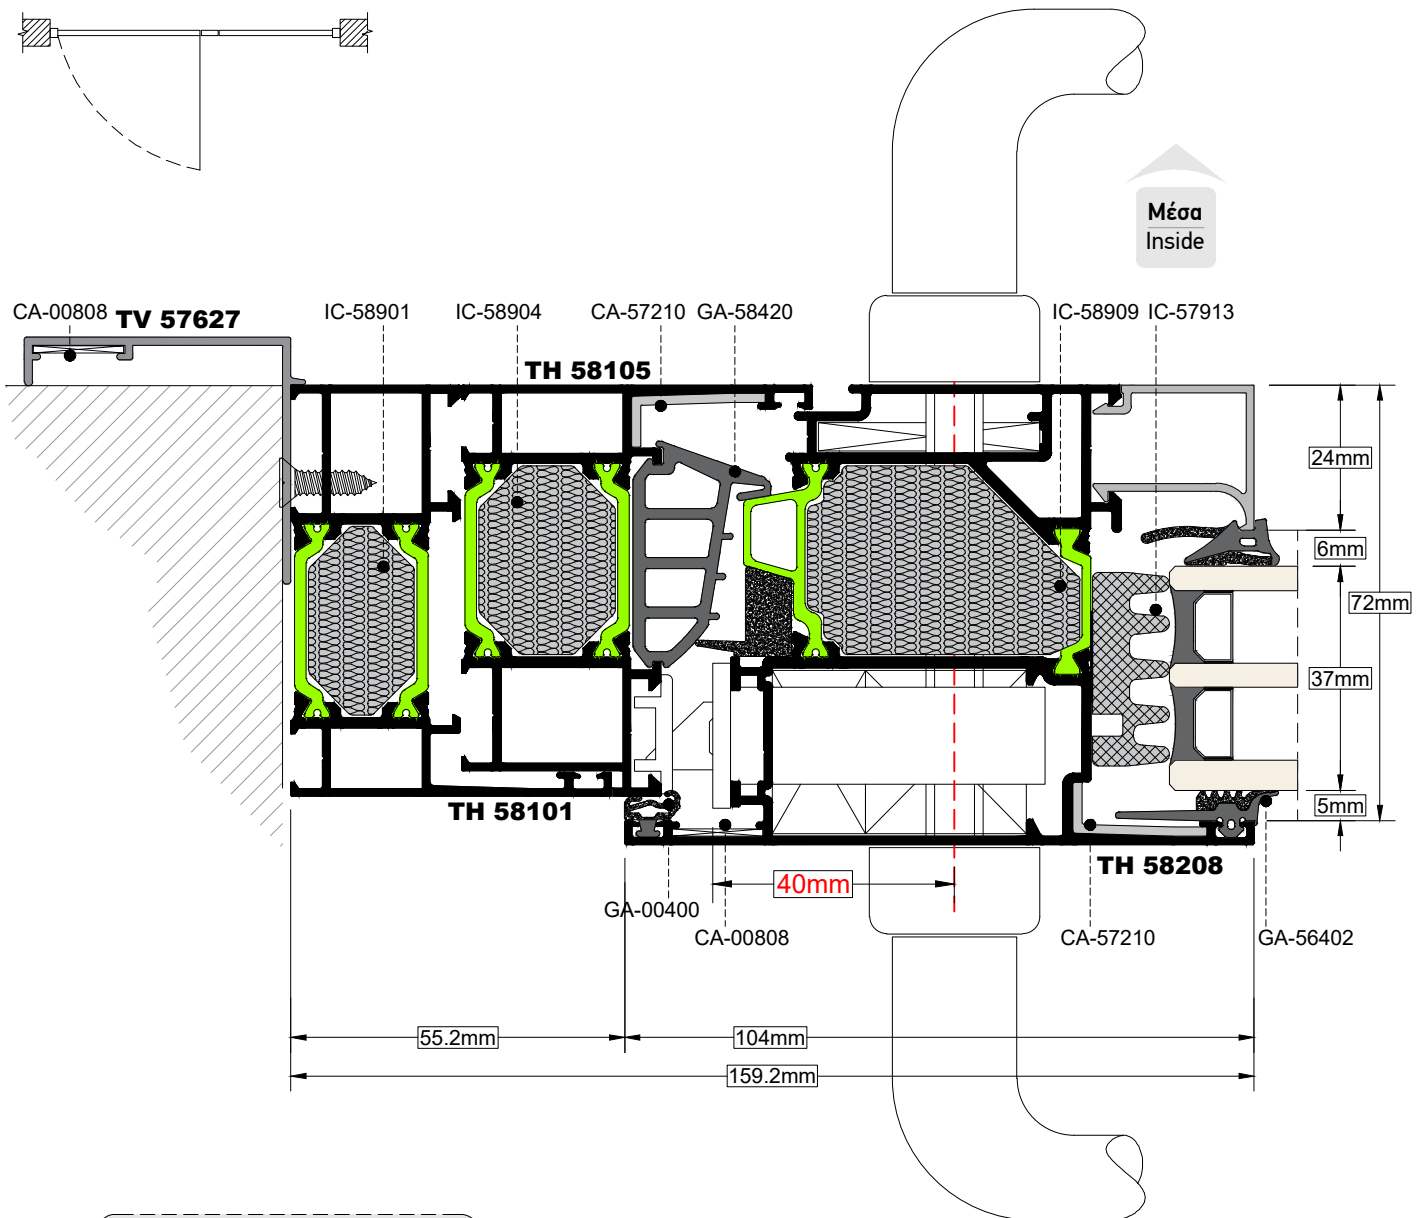 Μέσα
Inside
CA-00808
TV 57627
IC-58901
IC-58904
CA-57210
GA-58420
IC-58909
IC-57913
TH 58105
24mm
6mm
72mm
37mm
5mm
TH 58101
TH 58208
40mm
GA-00400
CA-00808
CA-57210
GA-56402
55.2mm
104mm
159.2mm